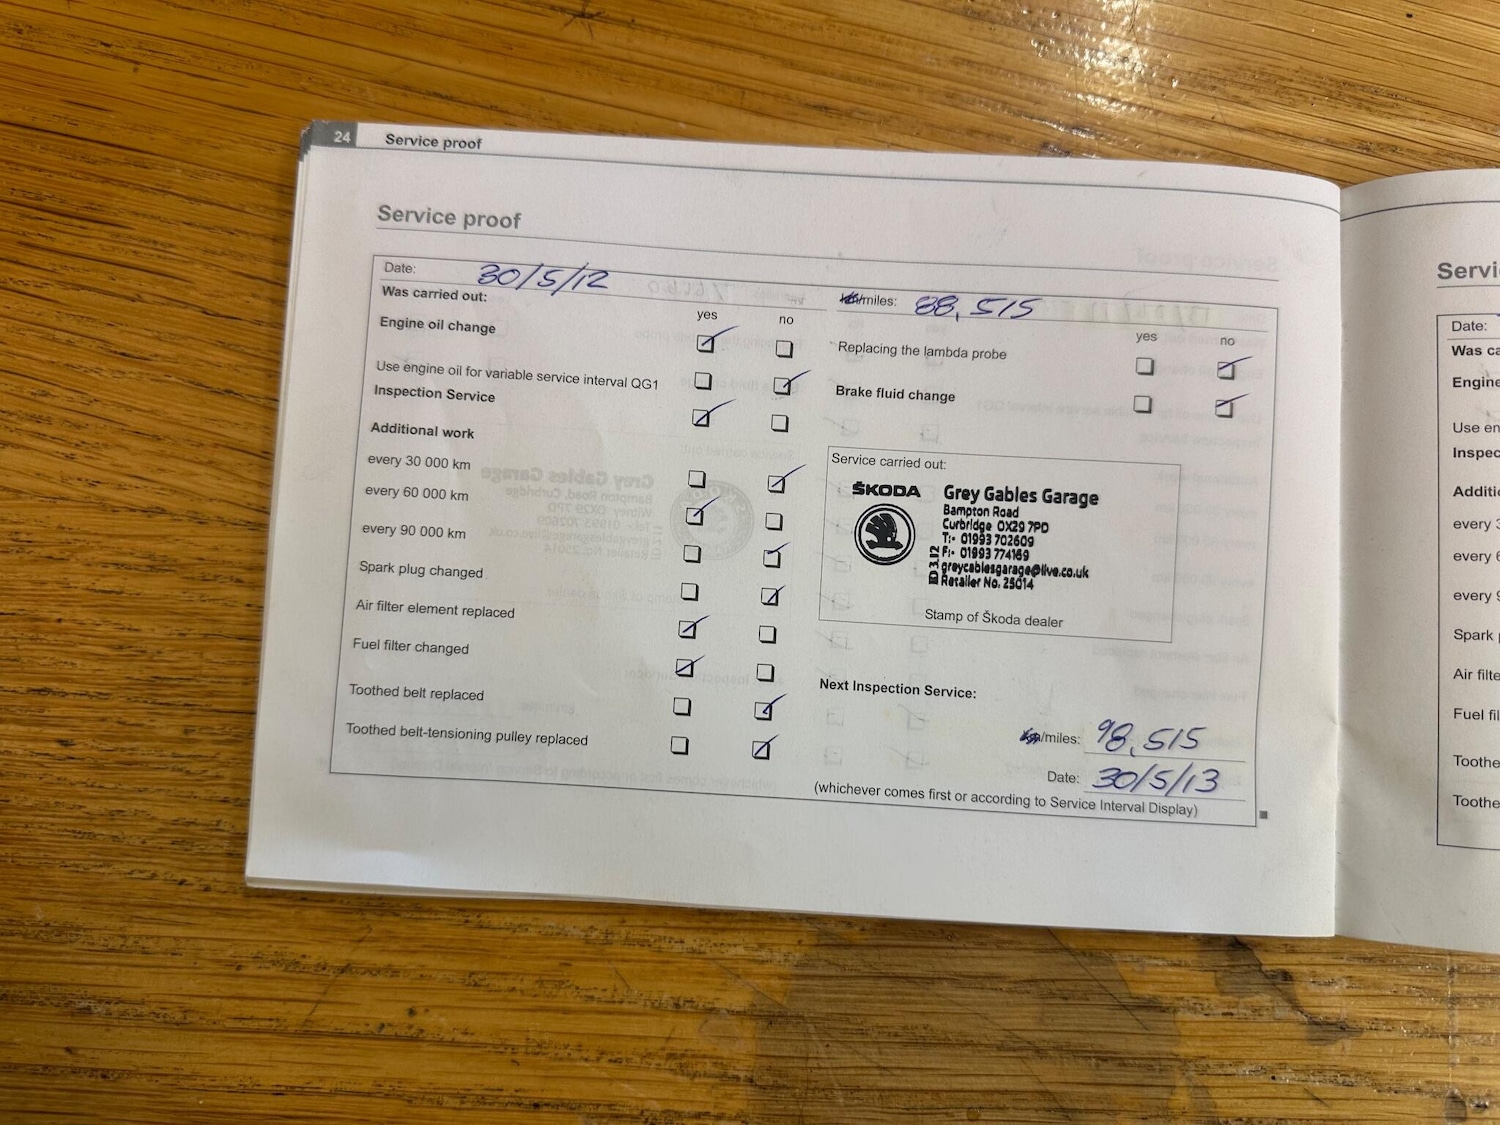 24 Service proof
Service proof
Date: 30/5/12
km/miles: 88,515
Was carried out:
yes no
Engine oil change
Use engine oil for variable service interval QG1
Inspection Service
Additional work
every 30 000 km
every 60 000 km
every 90 000 km
Spark plug changed
Air filter element replaced
Fuel filter changed
Toothed belt replaced
Toothed belt-tensioning pulley replaced
yes no
Replacing the lambda probe
Brake fluid change
Service carried out:
ŠKODA
Grey Gables Garage
Bampton Road
Curbridge OX29 7PD
T:- 01993 702609
F:- 01993 774169
greycablesgarage@live.co.uk
Retailer No. 25014
Stamp of Škoda dealer
Next Inspection Service:
km/miles: 98,515
Date: 30/5/13
(whichever comes first or according to Service Interval Display)
Servi
Date:
Was ca
Engine
Use en
Inspec
Additi
every 3
every 6
every 9
Spark p
Air filte
Fuel fil
Toothe
Toothe